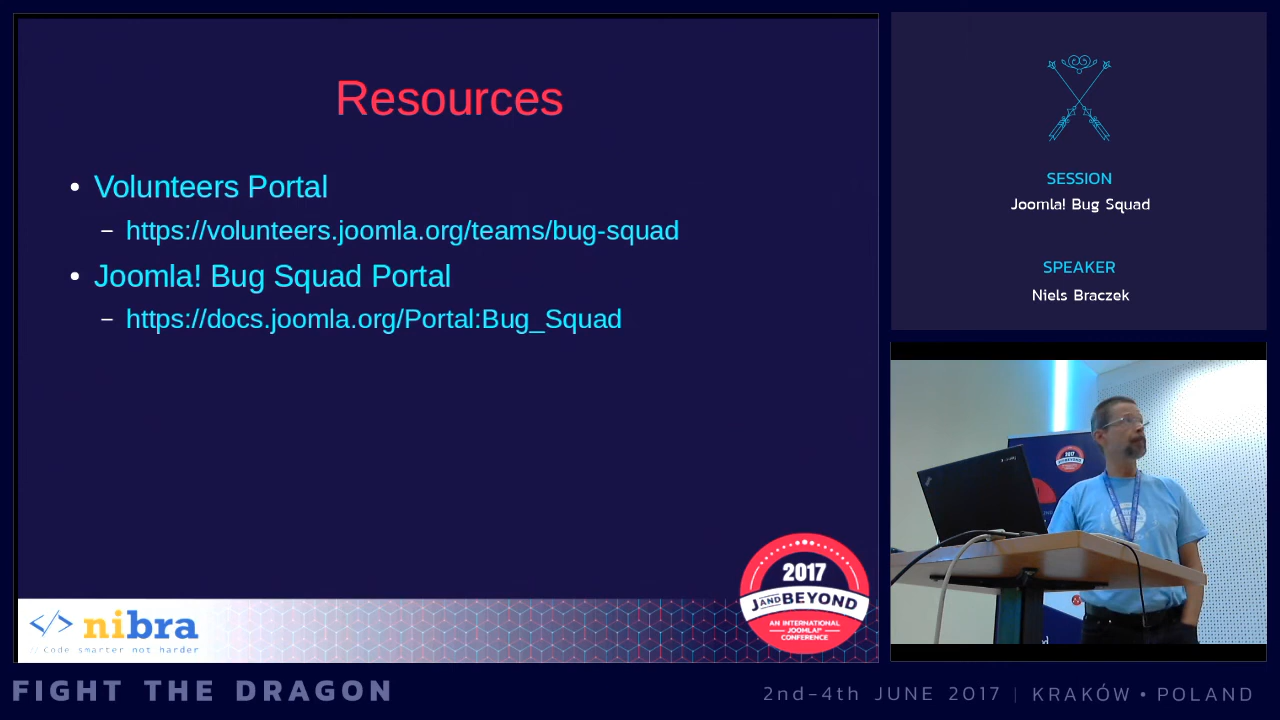 Resources
• Volunteers Portal
– https://volunteers.joomla.org/teams/bug-squad
• Joomla! Bug Squad Portal
– https://docs.joomla.org/Portal:Bug_Squad
</> nibra
// Code smarter not harder
2017
J AND BEYOND
AN INTERNATIONAL
JOOMLA!®
CONFERENCE
SESSION
Joomla! Bug Squad
SPEAKER
Niels Braczek
2017
FIGHT THE DRAGON
2nd-4th JUNE 2017 | KRAKÓW • POLAND